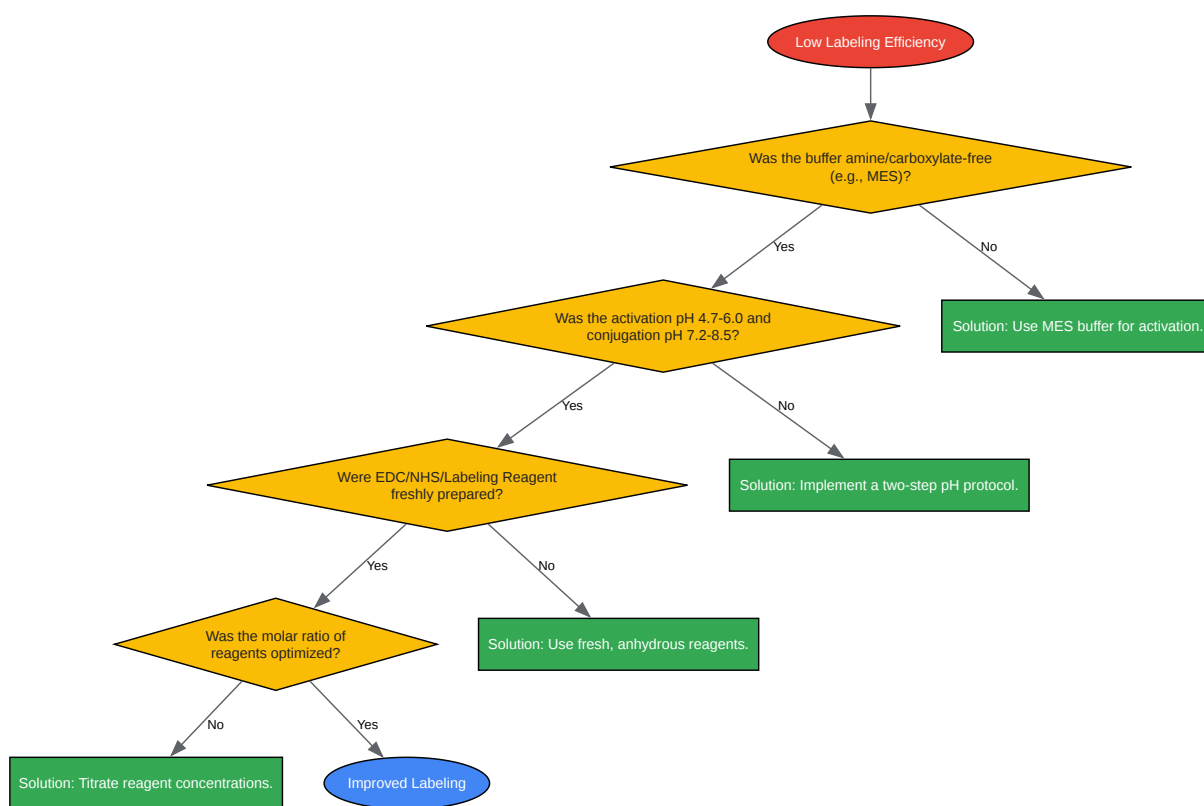 Low Labeling Efficiency
Was the buffer amine/carboxylate-free
(e.g., MES)?
Yes
No
Was the activation pH 4.7-6.0 and
conjugation pH 7.2-8.5?
Solution: Use MES buffer for activation.
Yes
No
Were EDC/NHS/Labeling Reagent
freshly prepared?
Solution: Implement a two-step pH protocol.
Yes
No
Was the molar ratio of
reagents optimized?
Solution: Use fresh, anhydrous reagents.
No
Yes
Solution: Titrate reagent concentrations.
Improved Labeling